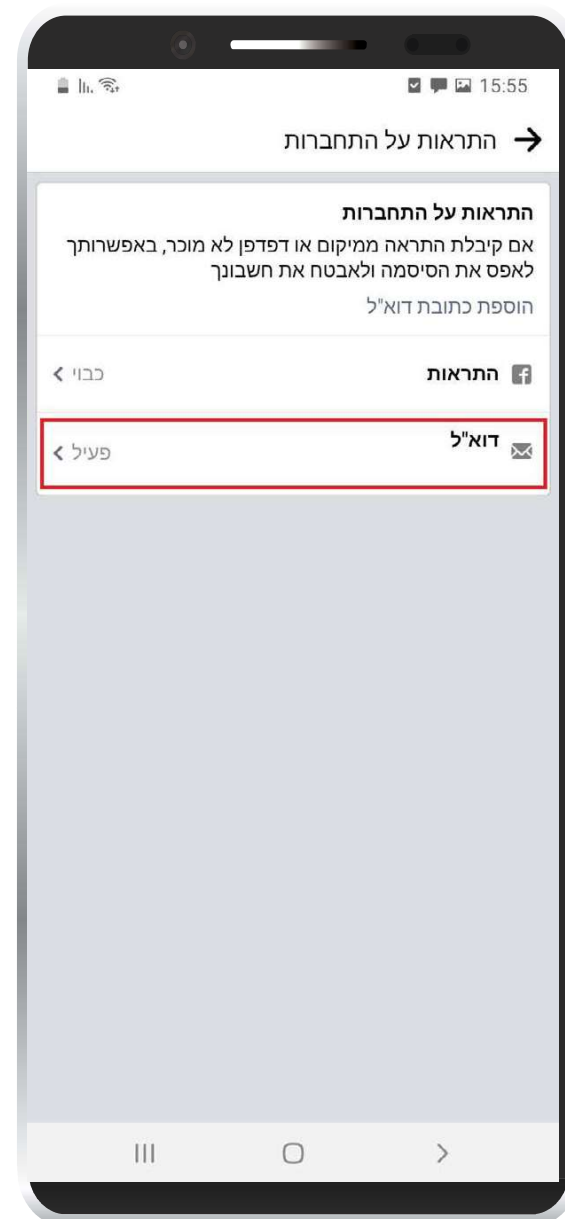 15:55
התראות על התחברות
התראות על התחברות
אם קיבלת התראה ממיקום או דפדפן לא מוכר, באפשרותך
לאפס את הסיסמה ולאבטח את חשבונך
הוספת כתובת דוא"ל
התראות כבוי
דוא"ל פעיל